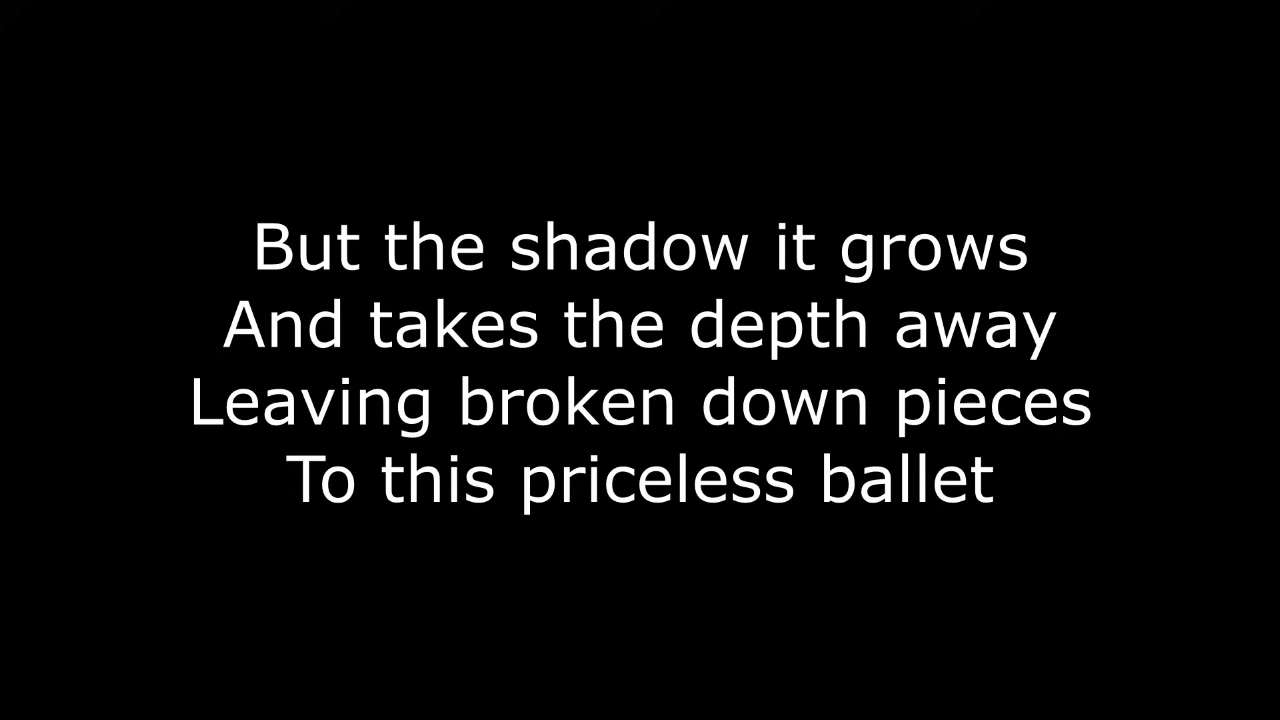 But the shadow it grows
And takes the depth away
Leaving broken down pieces
To this priceless ballet